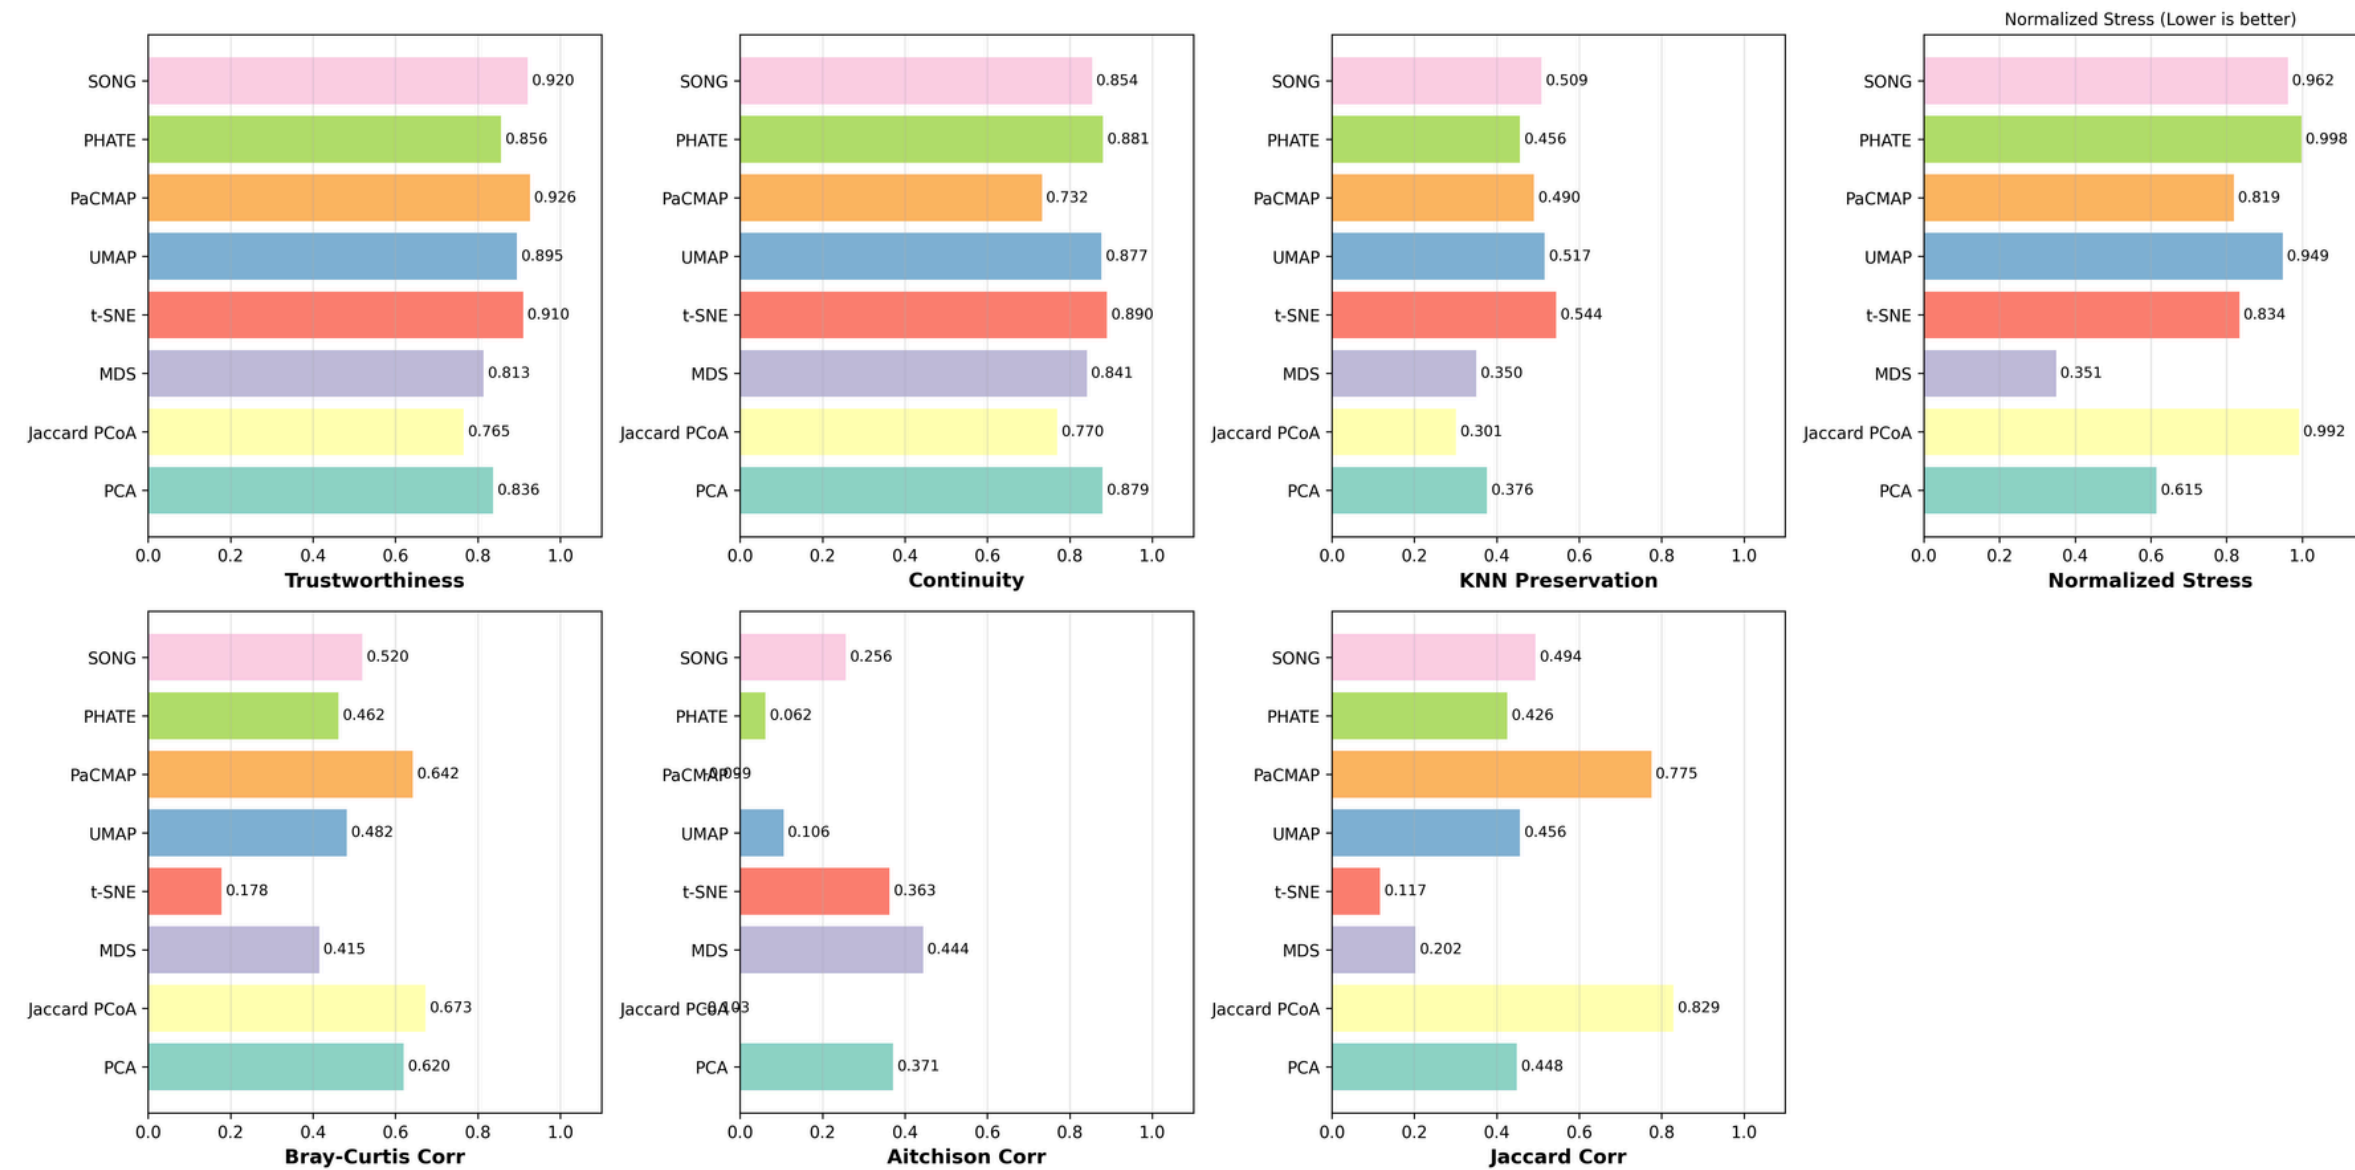 Normalized Stress (Lower is better)
SONG 0.920
PHATE 0.856
PaCMAP 0.926
UMAP 0.895
t-SNE 0.910
MDS 0.813
Jaccard PCoA 0.765
PCA 0.836
0.0 0.2 0.4 0.6 0.8 1.0
Trustworthiness
SONG 0.854
PHATE 0.881
PaCMAP 0.732
UMAP 0.877
t-SNE 0.890
MDS 0.841
Jaccard PCoA 0.770
PCA 0.879
0.0 0.2 0.4 0.6 0.8 1.0
Continuity
SONG 0.509
PHATE 0.456
PaCMAP 0.490
UMAP 0.517
t-SNE 0.544
MDS 0.350
Jaccard PCoA 0.301
PCA 0.376
0.0 0.2 0.4 0.6 0.8 1.0
KNN Preservation
SONG 0.962
PHATE 0.998
PaCMAP 0.819
UMAP 0.949
t-SNE 0.834
MDS 0.351
Jaccard PCoA 0.992
PCA 0.615
0.0 0.2 0.4 0.6 0.8 1.0
Normalized Stress
SONG 0.520
PHATE 0.462
PaCMAP 0.642
UMAP 0.482
t-SNE 0.178
MDS 0.415
Jaccard PCoA 0.673
PCA 0.620
0.0 0.2 0.4 0.6 0.8 1.0
Bray-Curtis Corr
SONG 0.256
PHATE 0.062
PaCMAP -0.099
UMAP 0.106
t-SNE 0.363
MDS 0.444
Jaccard PCoA -0.103
PCA 0.371
0.0 0.2 0.4 0.6 0.8 1.0
Aitchison Corr
SONG 0.494
PHATE 0.426
PaCMAP 0.775
UMAP 0.456
t-SNE 0.117
MDS 0.202
Jaccard PCoA 0.829
PCA 0.448
0.0 0.2 0.4 0.6 0.8 1.0
Jaccard Corr